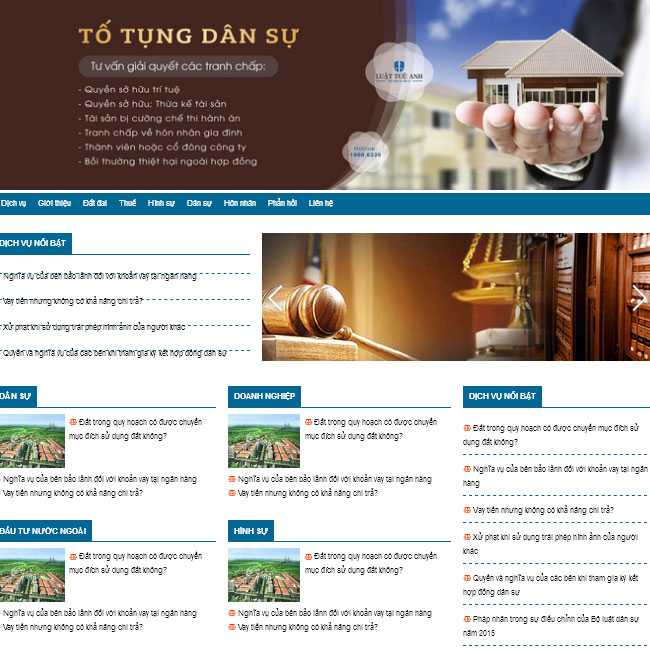 TỐ TỤNG DÂN SỰ
Tư vấn giải quyết các tranh chấp:
- Quyền sở hữu trí tuệ
- Quyền sở hữu; Thừa kế tài sản
- Tài sản bị cưỡng chế thi hành án
- Tranh chấp về hôn nhân gia đình
- Thành viên hoặc cổ đông công ty
- Bồi thường thiệt hại ngoài hợp đồng
LUẬT TUỆ ANH
Hotline
1900.6226
Dịch vụ Giới thiệu Đất đai Thuế Hình sự Dân sự Hôn nhân Phản hồi Liên hệ
DỊCH VỤ NỔI BẬT
Nghĩa vụ của bên bảo lãnh đối với khoản vay tại ngân hàng
Vay tiền nhưng không có khả năng chi trả?
Xử phạt khi sử dụng trái phép hình ảnh của người khác
Quyền và nghĩa vụ của các bên khi tham gia ký kết hợp đồng dân sự
DÂN SỰ
Đất trong quy hoạch có được chuyển
mục đích sử dụng đất không?
Nghĩa vụ của bên bảo lãnh đối với khoản vay tại ngân hàng
Vay tiền nhưng không có khả năng chi trả?
DOANH NGHIỆP
Đất trong quy hoạch có được chuyển
mục đích sử dụng đất không?
Nghĩa vụ của bên bảo lãnh đối với khoản vay tại ngân hàng
Vay tiền nhưng không có khả năng chi trả?
ĐẦU TƯ NƯỚC NGOÀI
Đất trong quy hoạch có được chuyển
mục đích sử dụng đất không?
Nghĩa vụ của bên bảo lãnh đối với khoản vay tại ngân hàng
Vay tiền nhưng không có khả năng chi trả?
HÌNH SỰ
Đất trong quy hoạch có được chuyển
mục đích sử dụng đất không?
Nghĩa vụ của bên bảo lãnh đối với khoản vay tại ngân hàng
Vay tiền nhưng không có khả năng chi trả?
DỊCH VỤ NỔI BẬT
Đất trong quy hoạch có được chuyển mục đích
sử dụng đất không?
Nghĩa vụ của bên bảo lãnh đối với khoản vay tại ngân
hàng
Vay tiền nhưng không có khả năng chi trả?
Xử phạt khi sử dụng trái phép hình ảnh của người
khác
Quyền và nghĩa vụ của các bên khi tham gia ký kết
hợp đồng dân sự
Pháp nhân trong sự điều chỉnh của Bộ luật dân sự
năm 2015